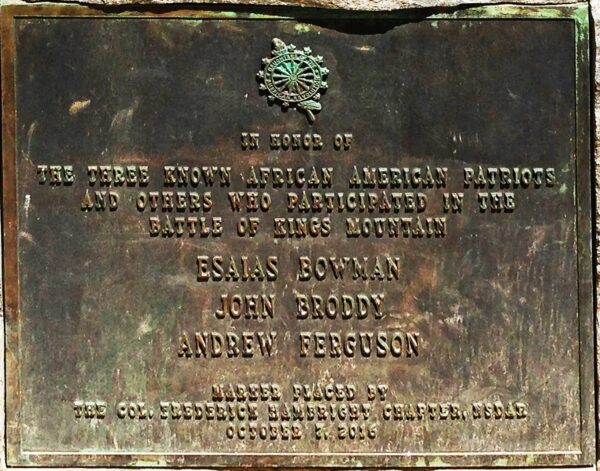 IN HONOR OF
THE THREE KNOWN AFRICAN AMERICAN PATRIOTS
AND OTHERS WHO PARTICIPATED IN THE
BATTLE OF KINGS MOUNTAIN
ESAIAS BOWMAN
JOHN BRODDY
ANDREW FERGUSON
MARKER PLACED BY
THE COL. FREDERICK HAMBRIGHT CHAPTER, NSDAR
OCTOBER 7, 2016